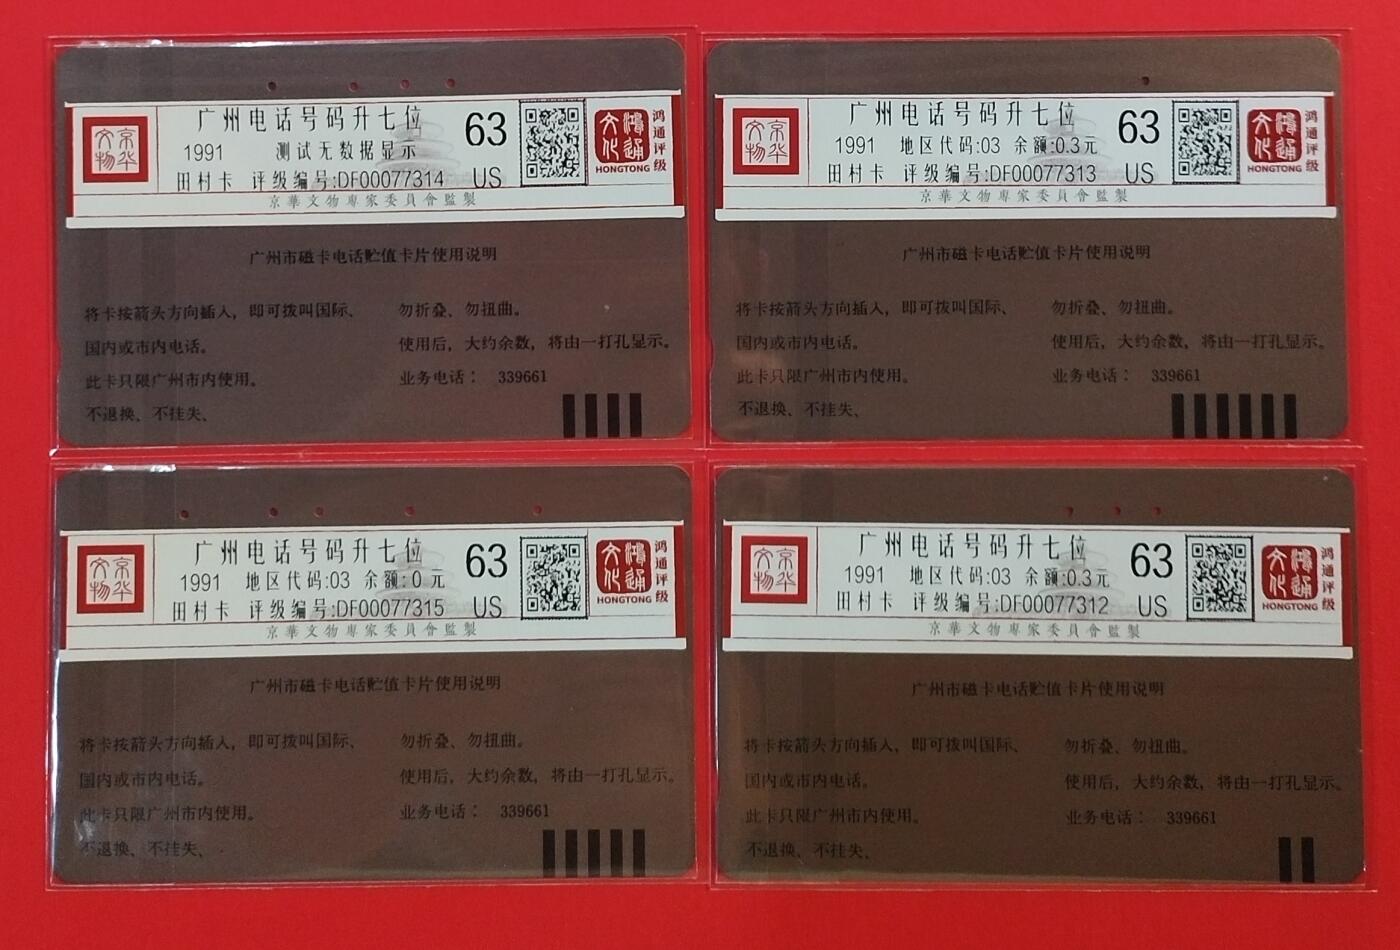 京华文物
广州电话号码升七位
63
1991 测试无数据显示
田村卡 评级编号:DF00077314 US
京華文物專家委員會監製
鴻通文化
HONGTONG
鸿通评级
广州市磁卡电话贮值卡片使用说明
将卡按箭头方向插入，即可拨叫国际、
国内或市内电话。
此卡只限广州市内使用。
不退换、不挂失、
勿折叠、勿扭曲。
使用后，大约余数，将由一打孔显示。
业务电话： 339661
京华文物
广州电话号码升七位
63
1991 地区代码:03 余额:0.3元
田村卡 评级编号:DF00077313 US
京華文物專家委員會監製
鴻通文化
HONGTONG
鸿通评级
广州市磁卡电话贮值卡片使用说明
将卡按箭头方向插入，即可拨叫国际、
国内或市内电话。
此卡只限广州市内使用。
不退换、不挂失、
勿折叠、勿扭曲。
使用后，大约余数，将由一打孔显示。
业务电话： 339661
京华文物
广州电话号码升七位
63
1991 地区代码:03 余额:0 元
田村卡 评级编号:DF00077315 US
京華文物專家委員會監製
鴻通文化
HONGTONG
鸿通评级
广州市磁卡电话贮值卡片使用说明
将卡按箭头方向插入，即可拨叫国际、
国内或市内电话。
此卡只限广州市内使用。
不退换、不挂失、
勿折叠、勿扭曲。
使用后，大约余数，将由一打孔显示。
业务电话： 339661
京华文物
广州电话号码升七位
63
1991 地区代码:03 余额:0.3元
田村卡 评级编号:DF00077312 US
京華文物專家委員會監製
鴻通文化
HONGTONG
鸿通评级
广州市磁卡电话贮值卡片使用说明
将卡按箭头方向插入，即可拨叫国际、
国内或市内电话。
此卡只限广州市内使用。
不退换、不挂失、
勿折叠、勿扭曲。
使用后，大约余数，将由一打孔显示。
业务电话： 339661